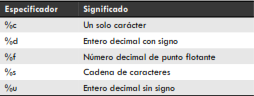 Especificador Significado
%c Un solo carácter
%d Entero decimal con signo
%f Número decimal de punto flotante
%s Cadena de caracteres
%u Entero decimal sin signo